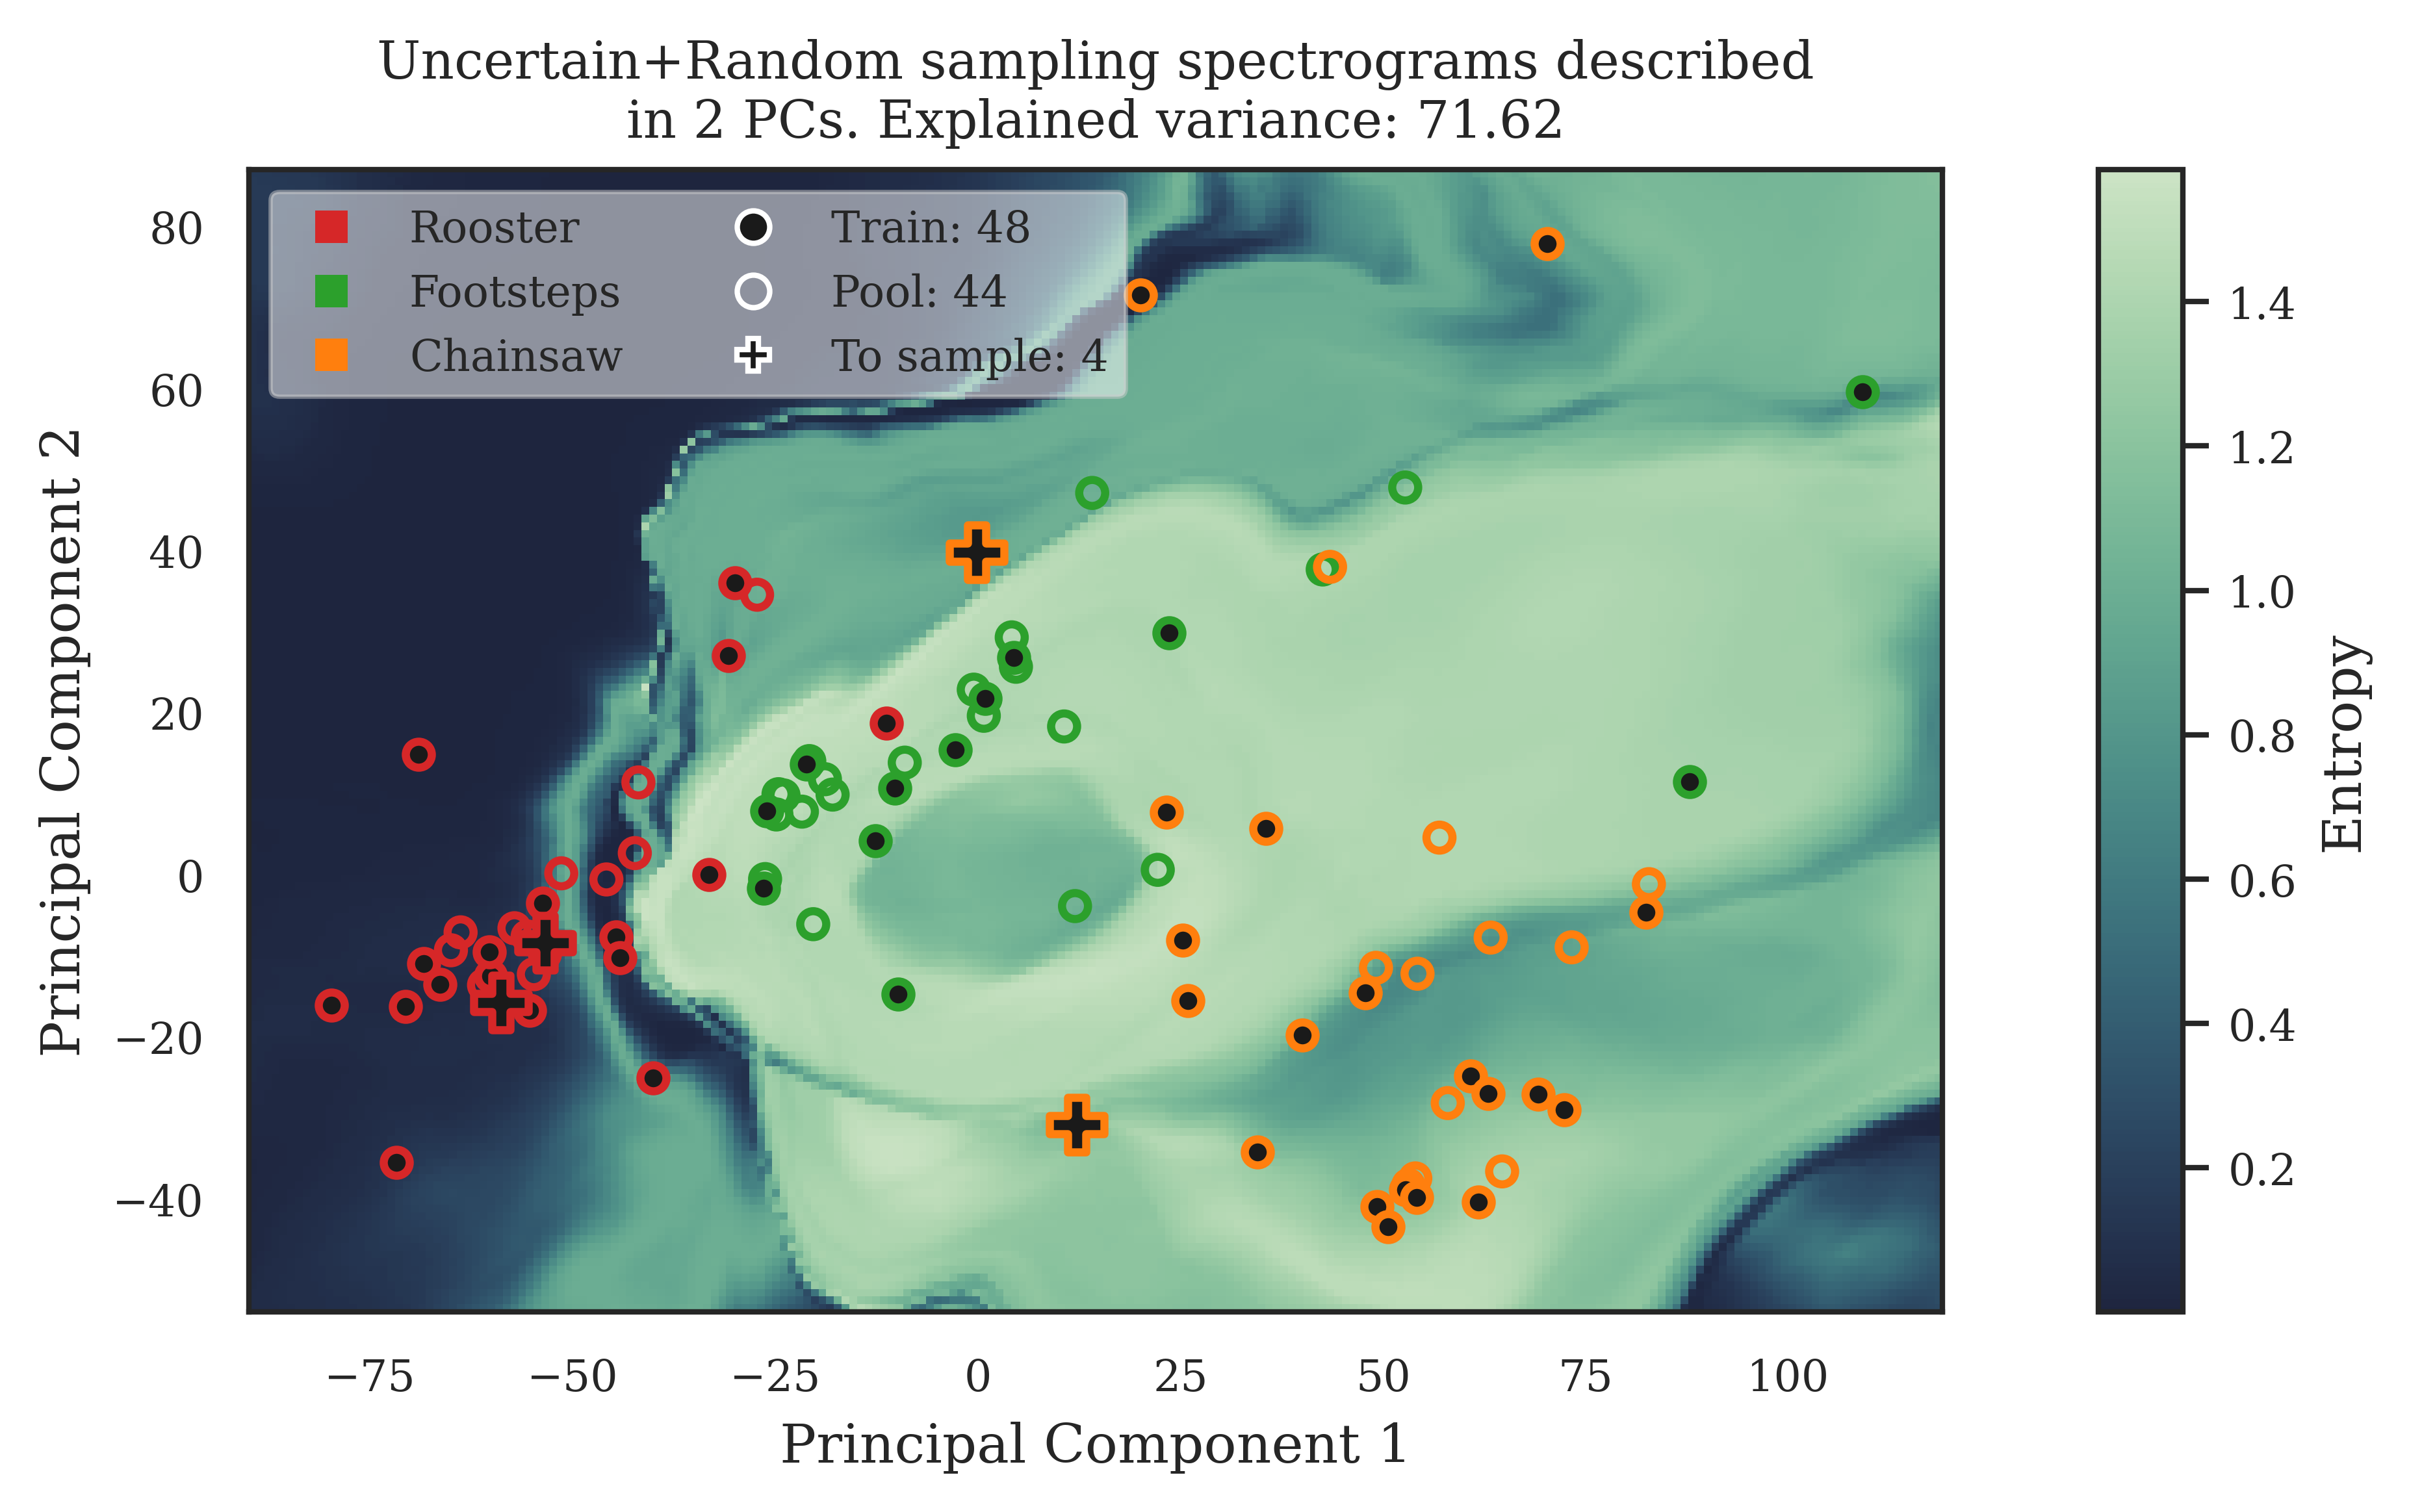 Uncertain+Random sampling spectrograms described
in 2 PCs. Explained variance: 71.62
Rooster
Footsteps
Chainsaw
Train: 48
Pool: 44
To sample: 4
Principal Component 2
80
60
40
20
0
−20
−40
−75
−50
−25
0
25
50
75
100
Principal Component 1
1.4
1.2
1.0
0.8
0.6
0.4
0.2
Entropy